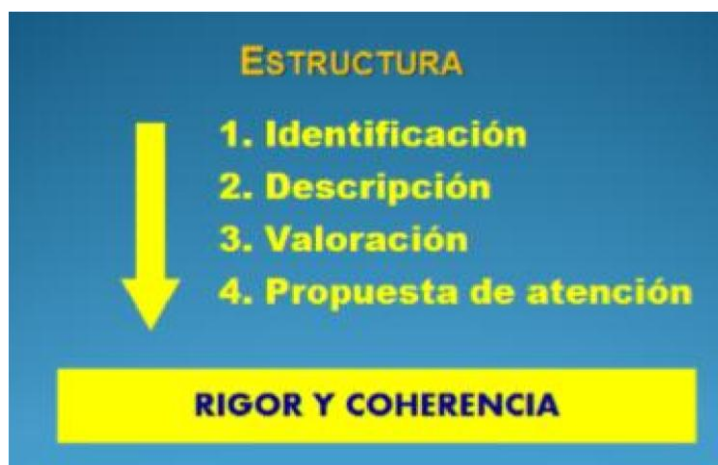 ESTRUCTURA
1. Identificación
2. Descripción
3. Valoración
4. Propuesta de atención
RIGOR Y COHERENCIA